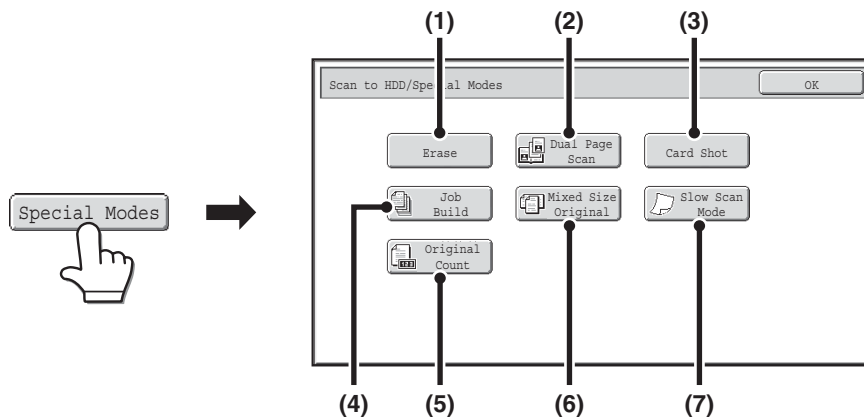 (1) (2) (3)
Scan to HDD/Special Modes OK
Erase
Dual Page
Scan
Card Shot
Special Modes
Job
Build
Mixed Size
Original
Slow Scan
Mode
Original
Count
123
(4) (5) (6) (7)